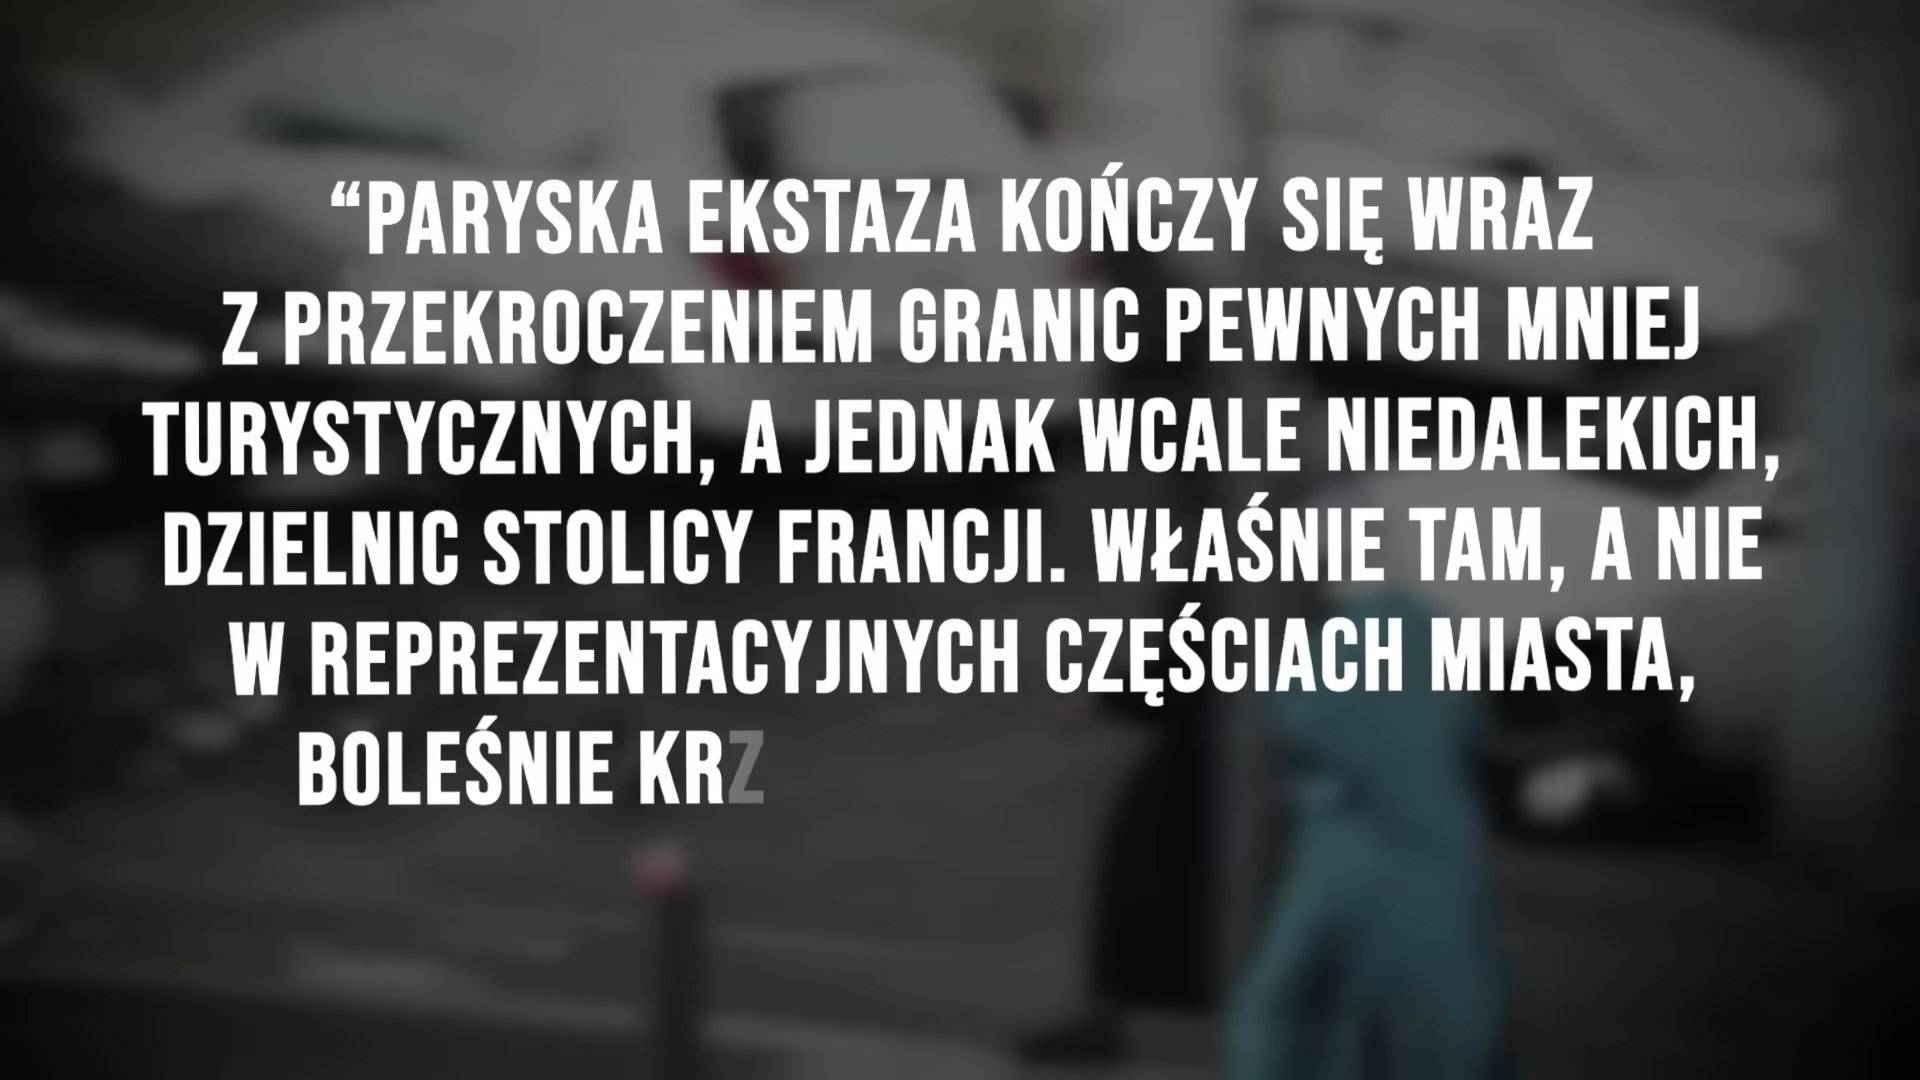 “PARYSKA EKSTAZA KOŃCZY SIĘ WRAZ
Z PRZEKROCZENIEM GRANIC PEWNYCH MNIEJ
TURYSTYCZNYCH, A JEDNAK WCALE NIEDALEKICH,
DZIELNIC STOLICY FRANCJI. WŁAŚNIE TAM, A NIE
W REPREZENTACYJNYCH CZĘŚCIACH MIASTA,
BOLEŚNIE KRZ